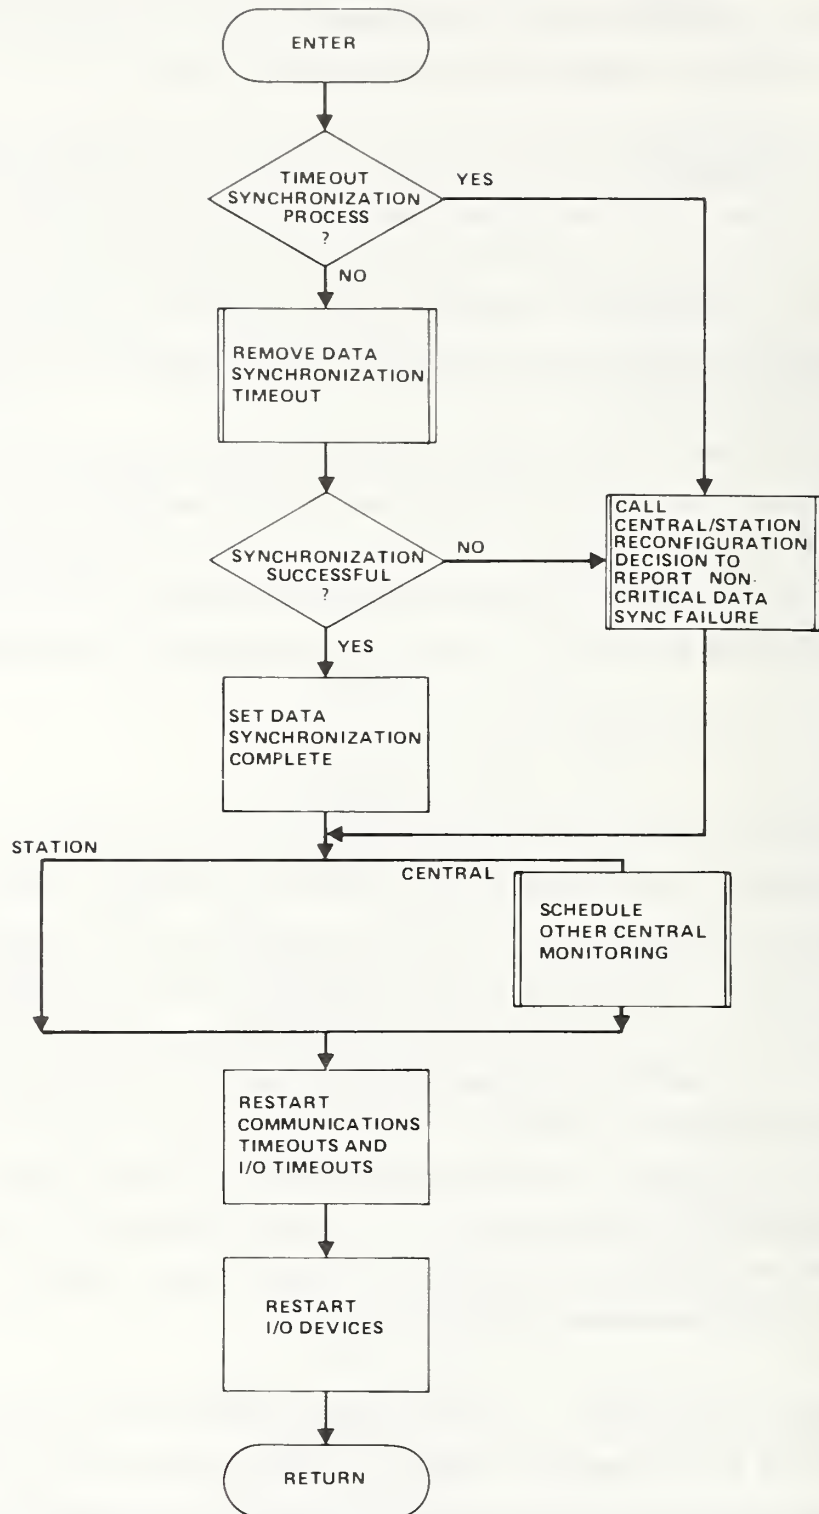 ENTER
TIMEOUT
SYNCHRONIZATION
PROCESS
?
YES
NO
REMOVE DATA
SYNCHRONIZATION
TIMEOUT
SYNCHRONIZATION
SUCCESSFUL
?
NO
CALL
CENTRAL/STATION
RECONFIGURATION
DECISION TO
REPORT NON-
CRITICAL DATA
SYNC FAILURE
YES
SET DATA
SYNCHRONIZATION
COMPLETE
STATION
CENTRAL
SCHEDULE
OTHER CENTRAL
MONITORING
RESTART
COMMUNICATIONS
TIMEOUTS AND
I/O TIMEOUTS
RESTART
I/O DEVICES
RETURN